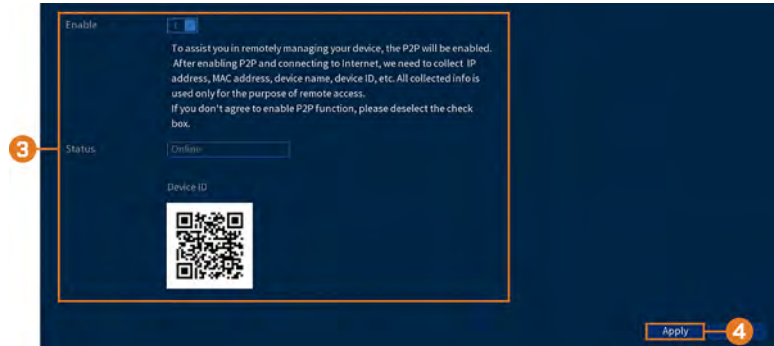 Enable
To assist you in remotely managing your device, the P2P will be enabled.
After enabling P2P and connecting to Internet, we need to collect IP
address, MAC address, device name, device ID, etc. All collected info is
used only for the purpose of remote access.
If you don't agree to enable P2P function, please deselect the check
box.
3
Status
Online
Device ID
Apply
4